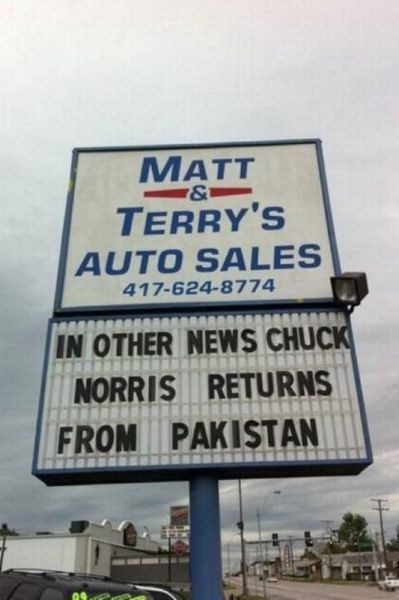 MATT
&
TERRY'S
AUTO SALES
417-624-8774
IN OTHER NEWS CHUCK
NORRIS RETURNS
FROM PAKISTAN